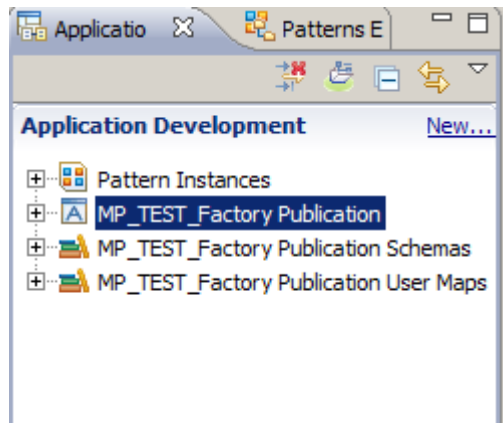 Applicatio Patterns E
Application Development New...
Pattern Instances
MP_TEST_Factory Publication
MP_TEST_Factory Publication Schemas
MP_TEST_Factory Publication User Maps